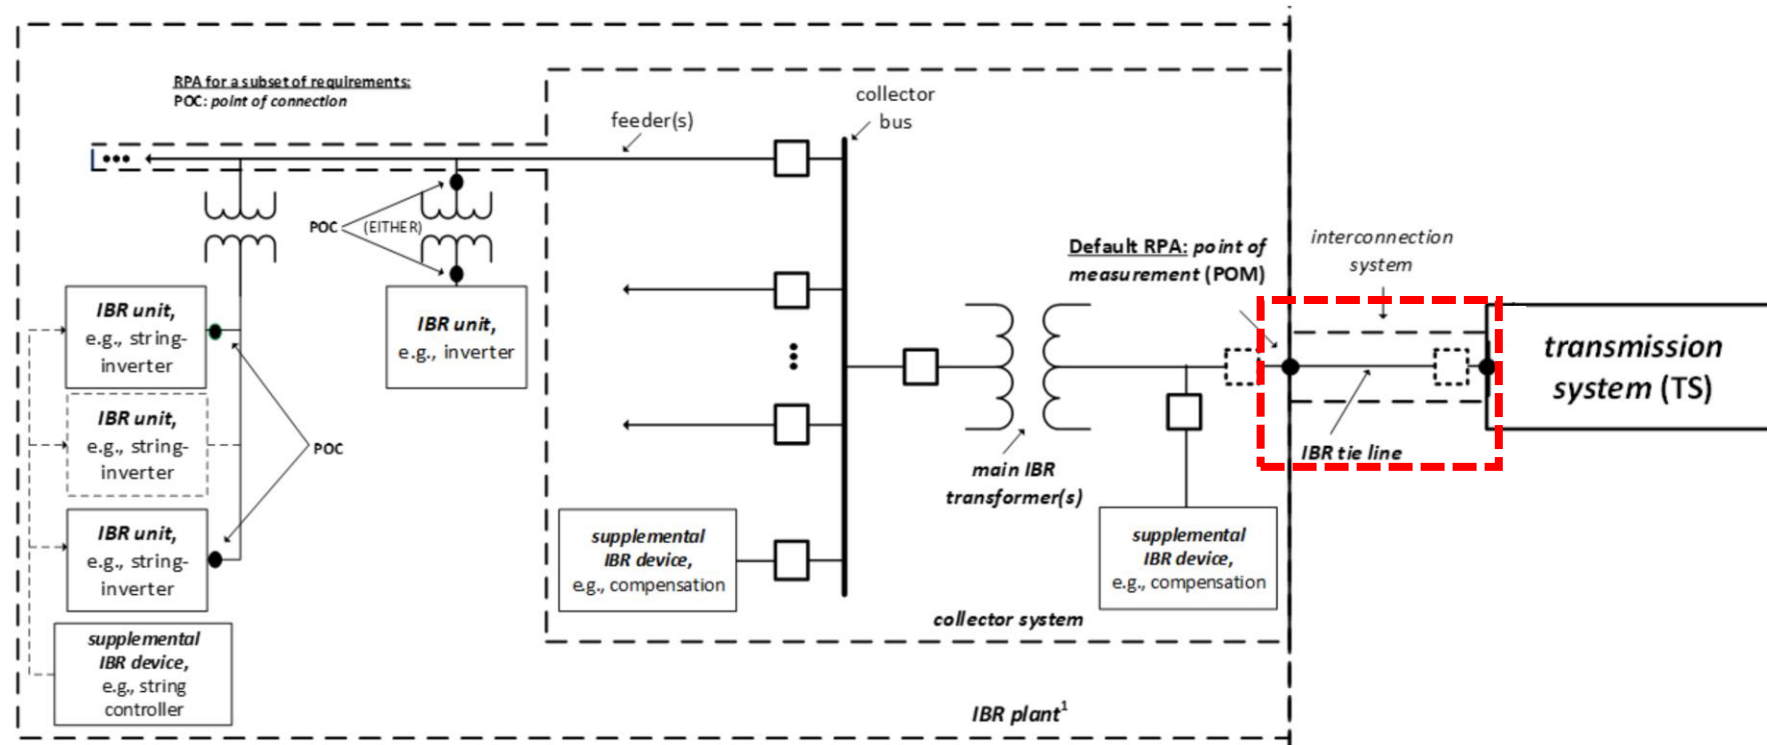 RPA for a subset of requirements:
POC: point of connection
feeder(s)
collector
bus
POC
(EITHER)
IBR unit,
e.g., string-
inverter
IBR unit,
e.g., inverter
IBR unit,
e.g., string-
inverter
POC
IBR unit,
e.g., string-
inverter
supplemental
IBR device,
e.g., string
controller
supplemental
IBR device,
e.g., compensation
main IBR
transformer(s)
Default RPA: point of
measurement (POM)
supplemental
IBR device,
e.g., compensation
collector system
IBR plant¹
interconnection
system
IBR tie line
transmission
system (TS)